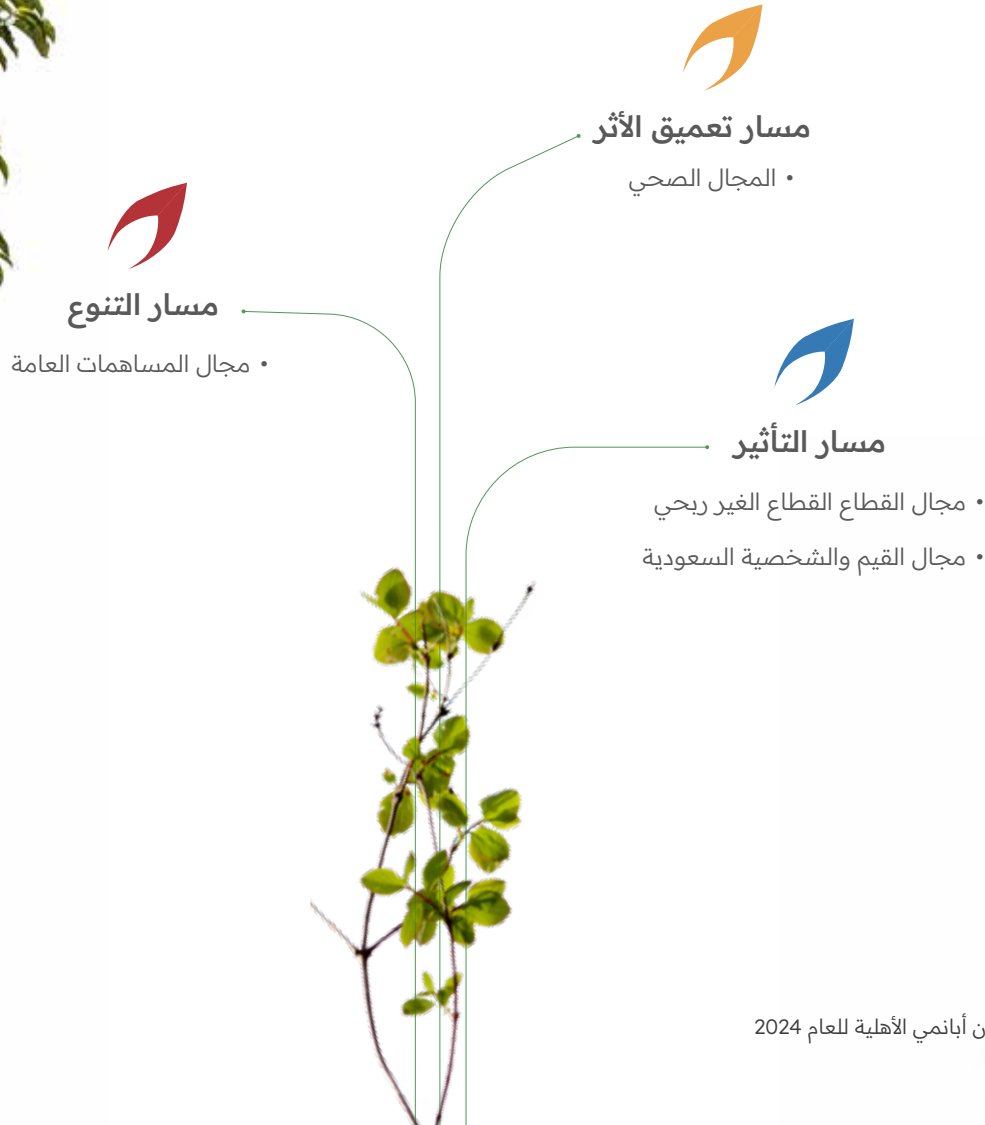 مسار تعميق الأثر
• المجال الصحي
مسار التنوع
• مجال المساهمات العامة
مسار التأثير
• مجال القطاع القطاع الغير ربحي
• مجال القيم والشخصية السعودية
أبانمي الأهلية للعام 2024